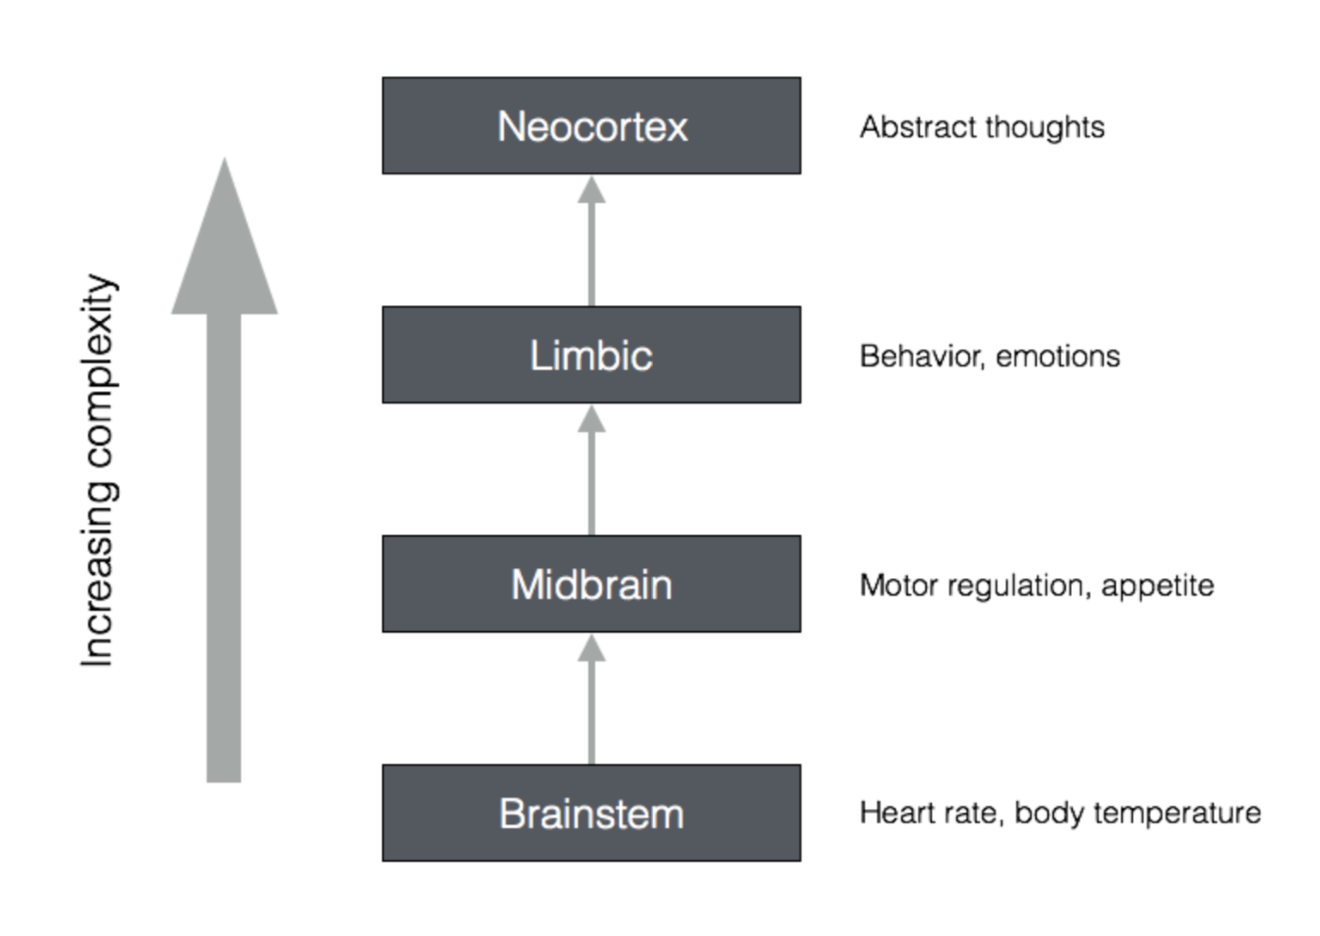 Neocortex
Abstract thoughts
Limbic
Behavior, emotions
Increasing complexity
Midbrain
Motor regulation, appetite
Brainstem
Heart rate, body temperature